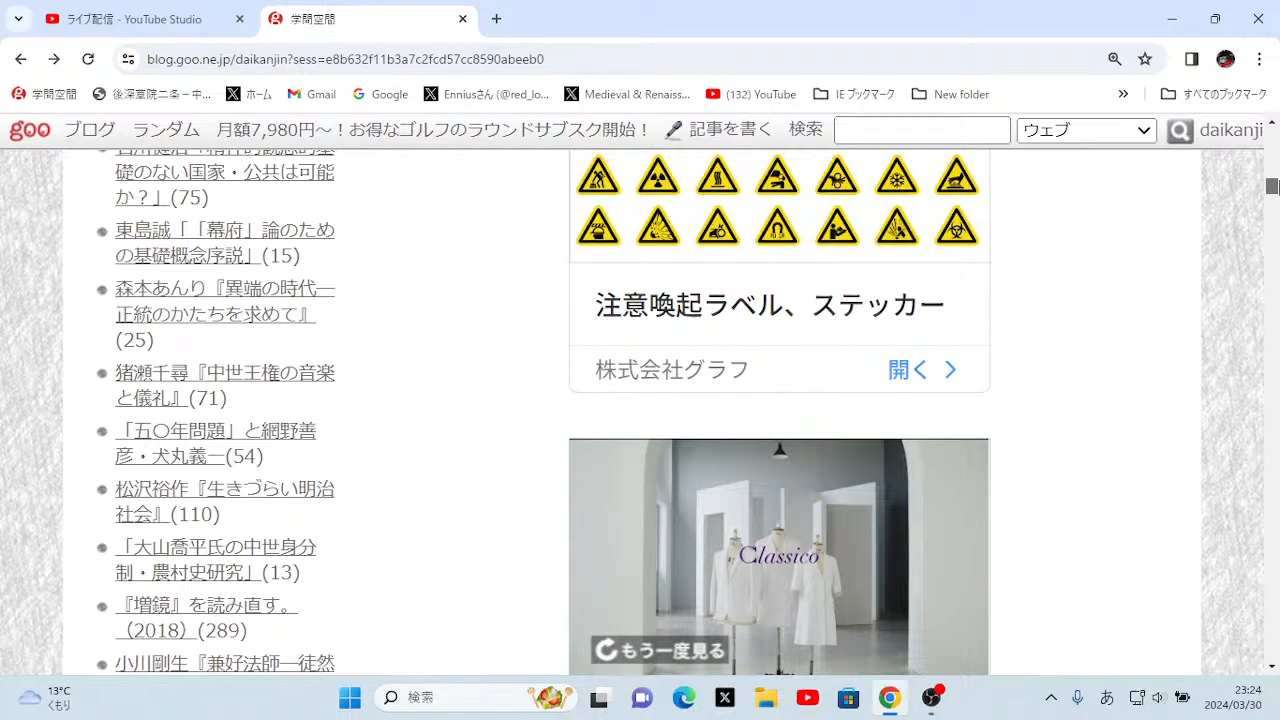 ライブ配信 - YouTube Studio
学問空間
blog.goo.ne.jp/daikanjin?sess=e8b632f11b3a7c2fcd57cc8590abeeb0
学問空間
後深草院二条 − 中...
ホーム
Gmail
Google
Enniusさん (@red_lo...
Medieval & Renaiss...
(132) YouTube
IE ブックマーク
New folder
すべてのブックマーク
goo ブログ ランダム 月額7,980円～！お得なゴルフのラウンドサブスク開始！ 記事を書く 検索 ウェブ daikanji
礎のない国家・公共は可能
か？」(75)
東島誠「「幕府」論のため
の基礎概念序説」(15)
森本あんり『異端の時代―
正統のかたちを求めて』
(25)
猪瀬千尋『中世王権の音楽
と儀礼』(71)
「五〇年問題」と網野善
彦・犬丸義一(54)
松沢裕作『生きづらい明治
社会』(110)
「大山喬平氏の中世身分
制・農村史研究」(13)
『増鏡』を読み直す。
（2018）(289)
小川剛生『兼好法師―徒然
注意喚起ラベル、ステッカー
株式会社グラフ
開く
Classico
もう一度見る
13℃
くもり
検索
あ
13:24
2024/03/30